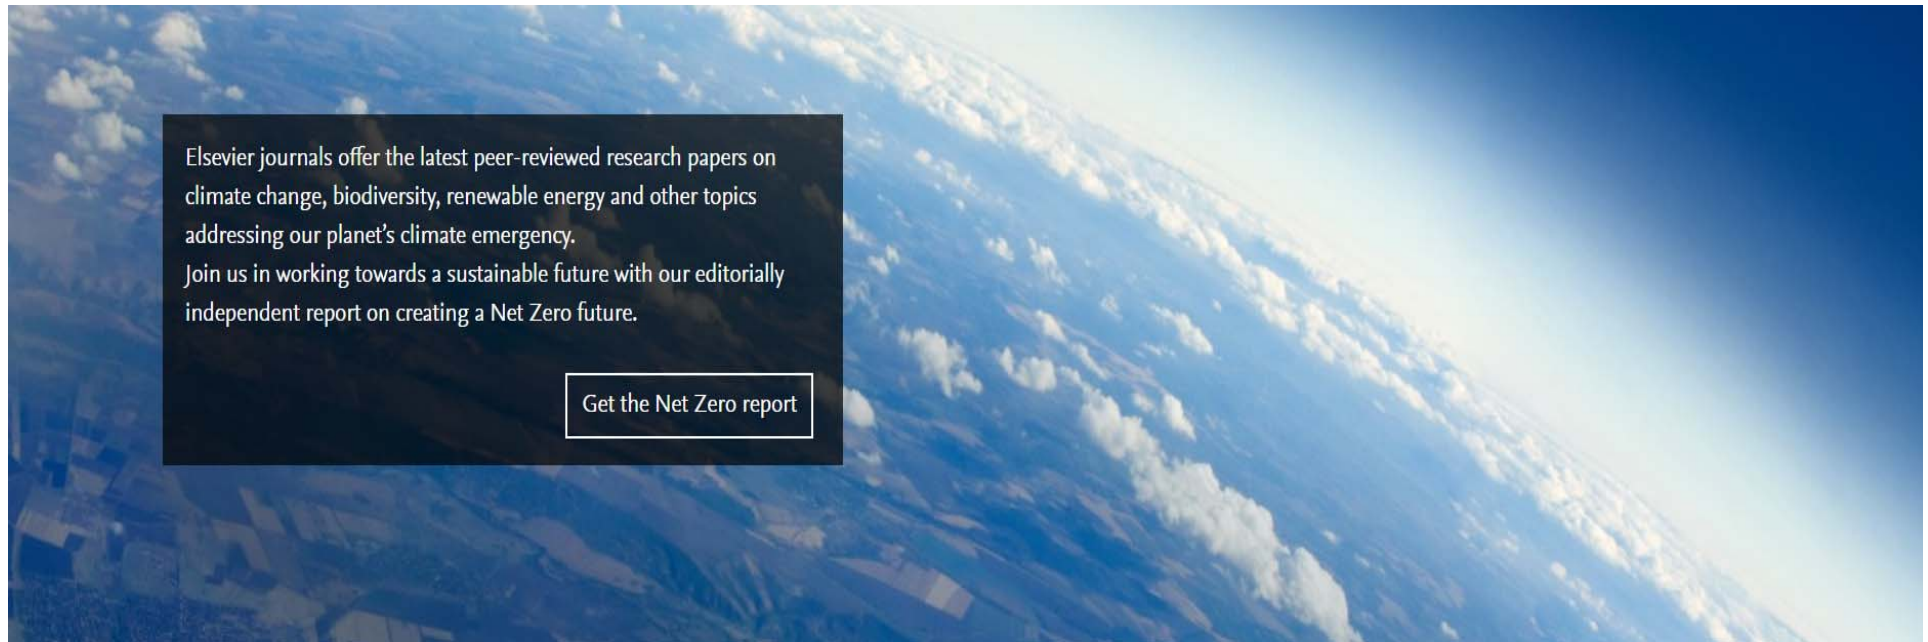 Elsevier journals offer the latest peer-reviewed research papers on
climate change, biodiversity, renewable energy and other topics
addressing our planet’s climate emergency.
Join us in working towards a sustainable future with our editorially
independent report on creating a Net Zero future.
Get the Net Zero report